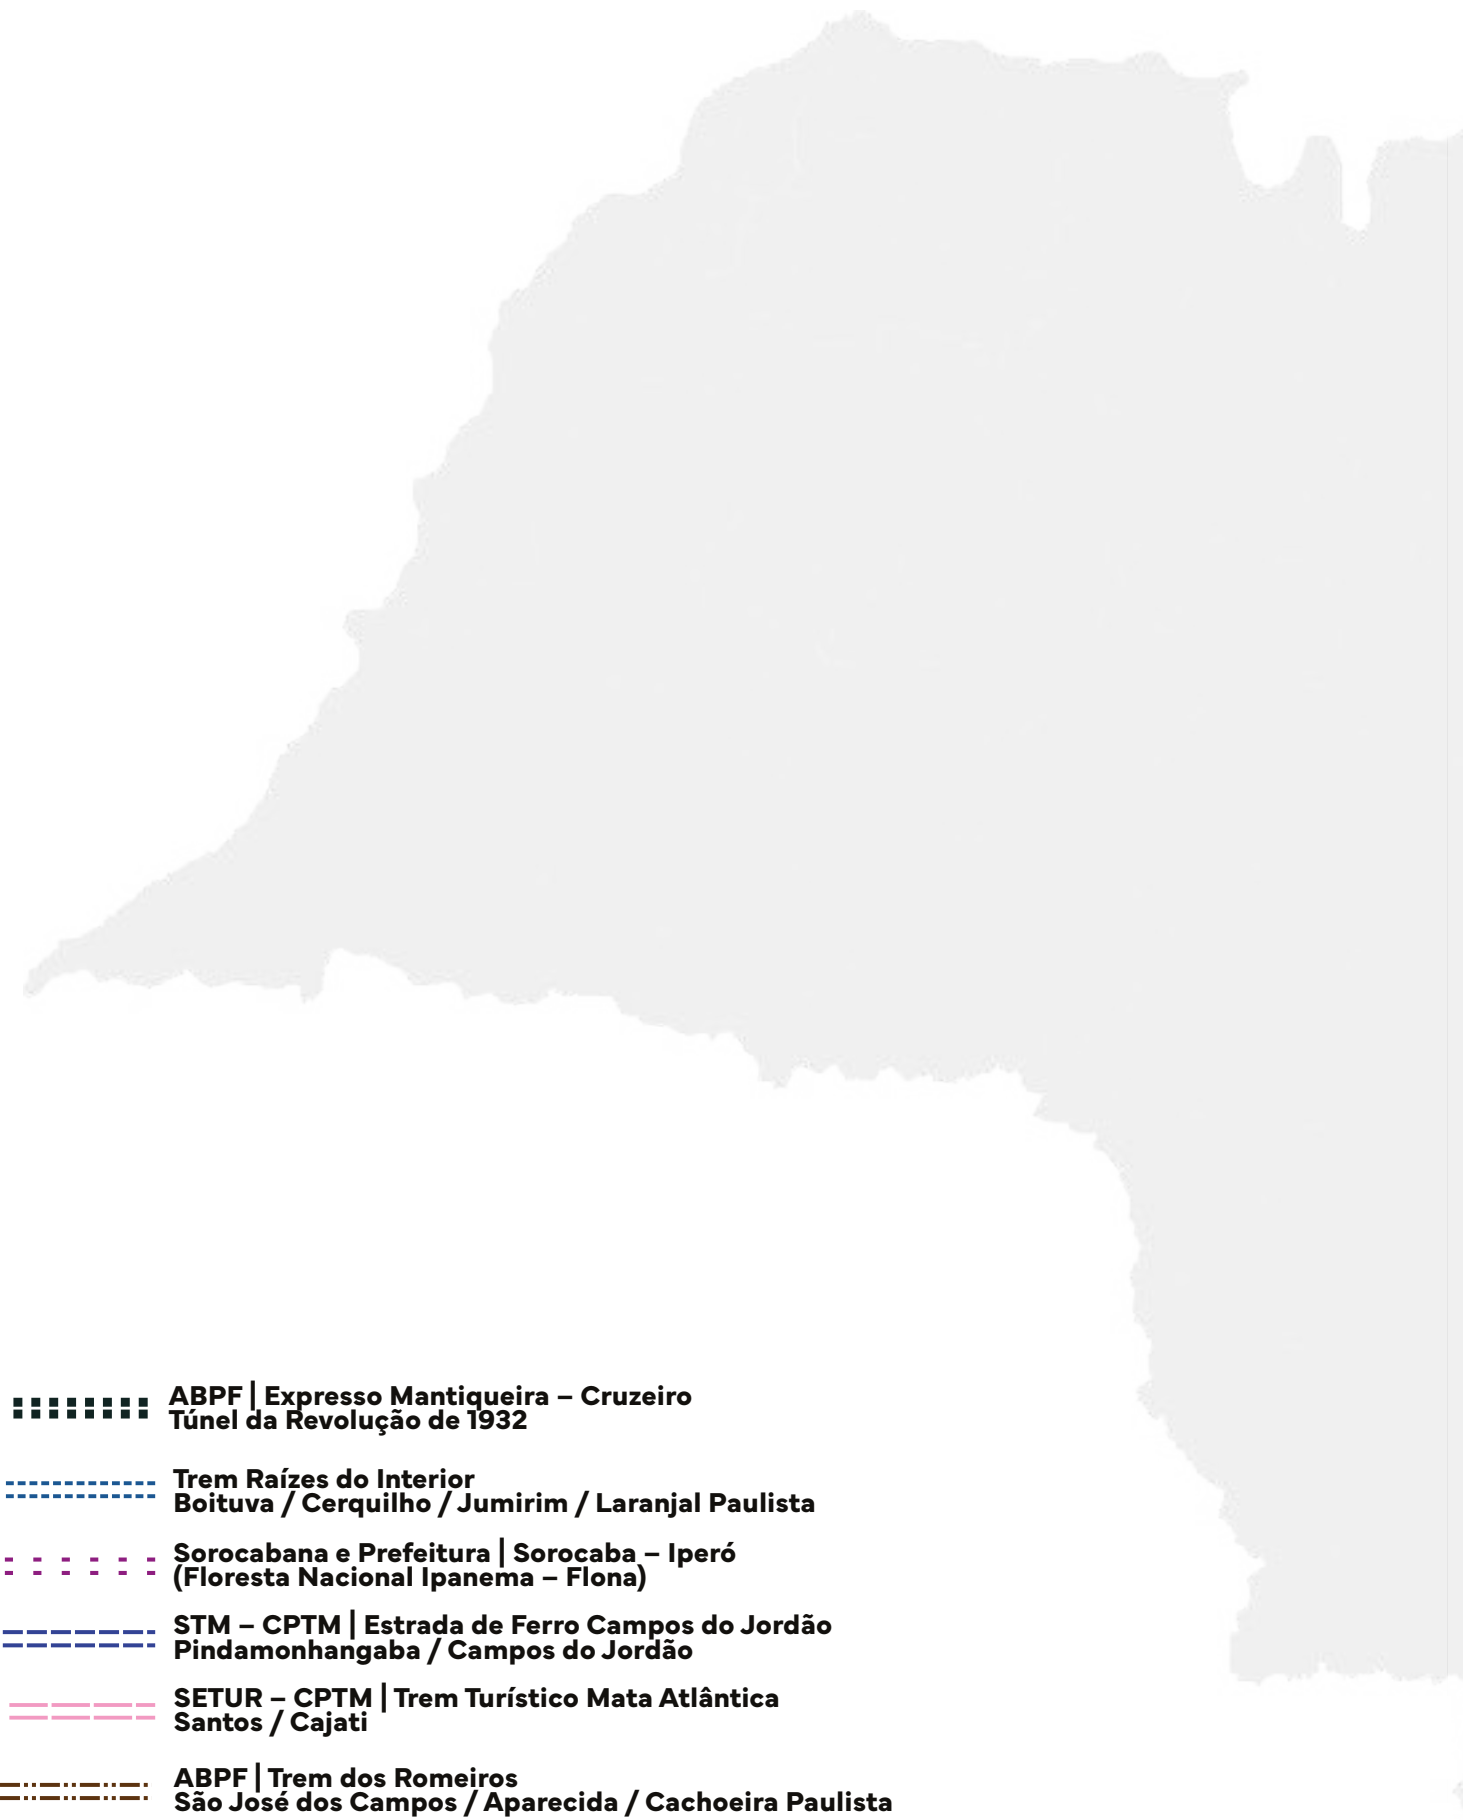 ABPF | Expresso Mantiqueira – Cruzeiro
Túnel da Revolução de 1932
Trem Raízes do Interior
Boituva / Cerquilho / Jumirim / Laranjal Paulista
Sorocabana e Prefeitura | Sorocaba – Iperó
(Floresta Nacional Ipanema – Flona)
STM – CPTM | Estrada de Ferro Campos do Jordão
Pindamonhangaba / Campos do Jordão
SETUR – CPTM | Trem Turístico Mata Atlântica
Santos / Cajati
ABPF | Trem dos Romeiros
São José dos Campos / Aparecida / Cachoeira Paulista